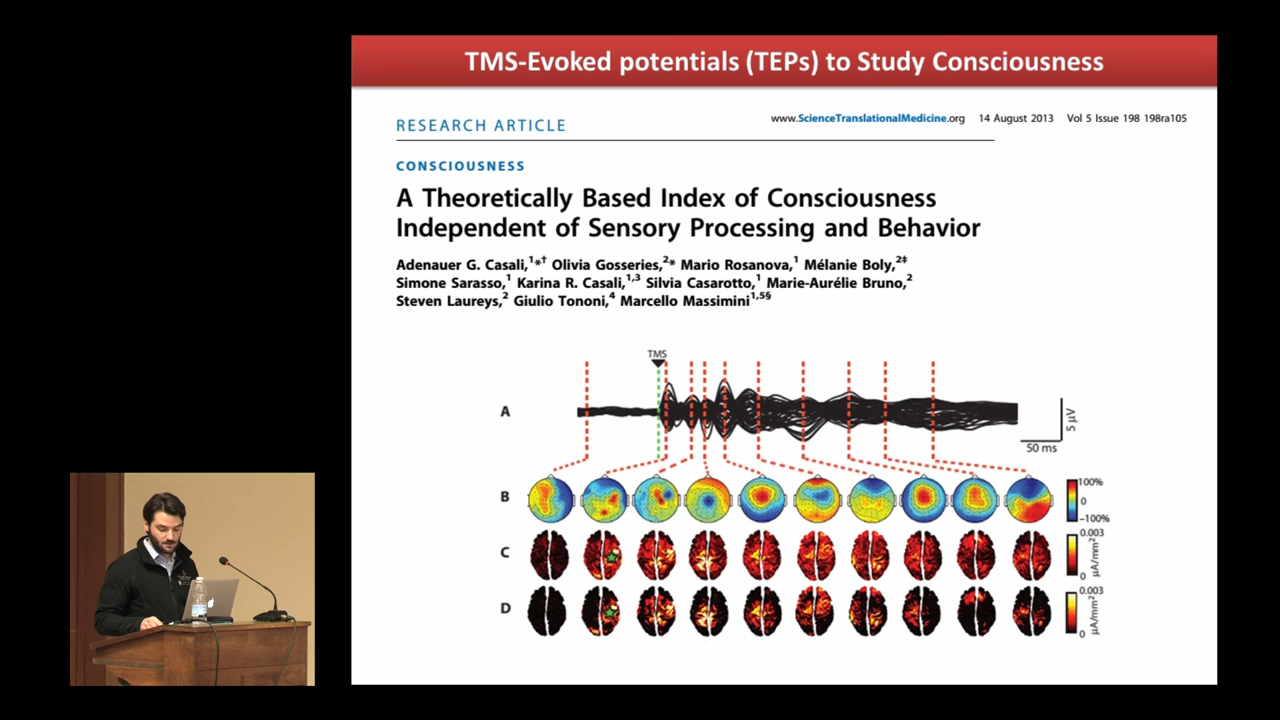 TMS-Evoked potentials (TEPs) to Study Consciousness
RESEARCH ARTICLE
www.ScienceTranslationalMedicine.org 14 August 2013 Vol 5 Issue 198 198ra105
CONSCIOUSNESS
A Theoretically Based Index of Consciousness
Independent of Sensory Processing and Behavior
Adenauer G. Casali,¹*† Olivia Gosseries,²* Mario Rosanova,¹ Mélanie Boly,²‡
Simone Sarasso,¹ Karina R. Casali,¹,³ Silvia Casarotto,¹ Marie-Aurélie Bruno,²
Steven Laureys,² Giulio Tononi,⁴ Marcello Massimini¹,⁵§
TMS
A
5 µV
50 ms
B
100%
0
–100%
C
0.003
0
µA/mm²
D
0.003
0
µA/mm²